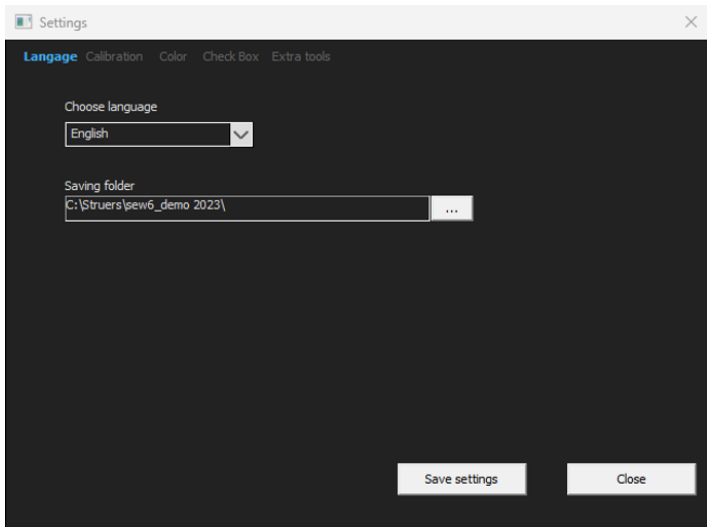 Settings
Langage Calibration Color Check Box Extra tools
Choose language
English
Saving folder
C:\Struers\sew6_demo 2023\
...
Save settings Close